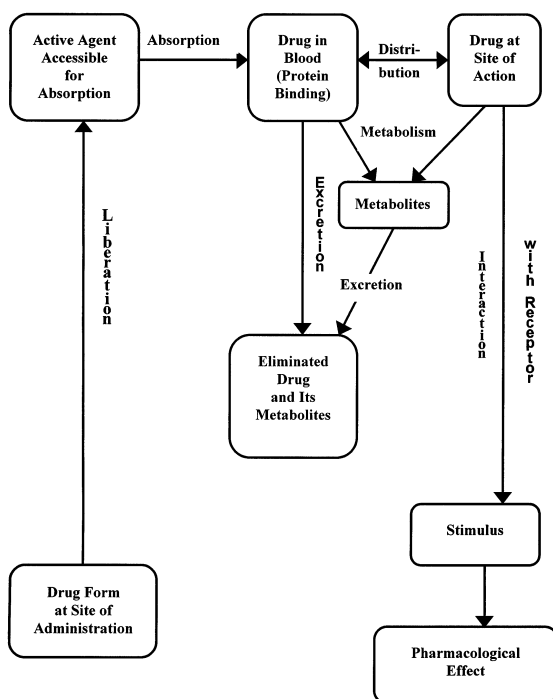 Active Agent
Accessible
for
Absorption
Absorption
Drug in
Blood
(Protein
Binding)
Distri-
bution
Drug at
Site of
Action
Metabolism
Metabolites
Excretion
Excretion
Liberation
Interaction
with Receptor
Eliminated
Drug
and Its
Metabolites
Stimulus
Drug Form
at Site of
Administration
Pharmacological
Effect